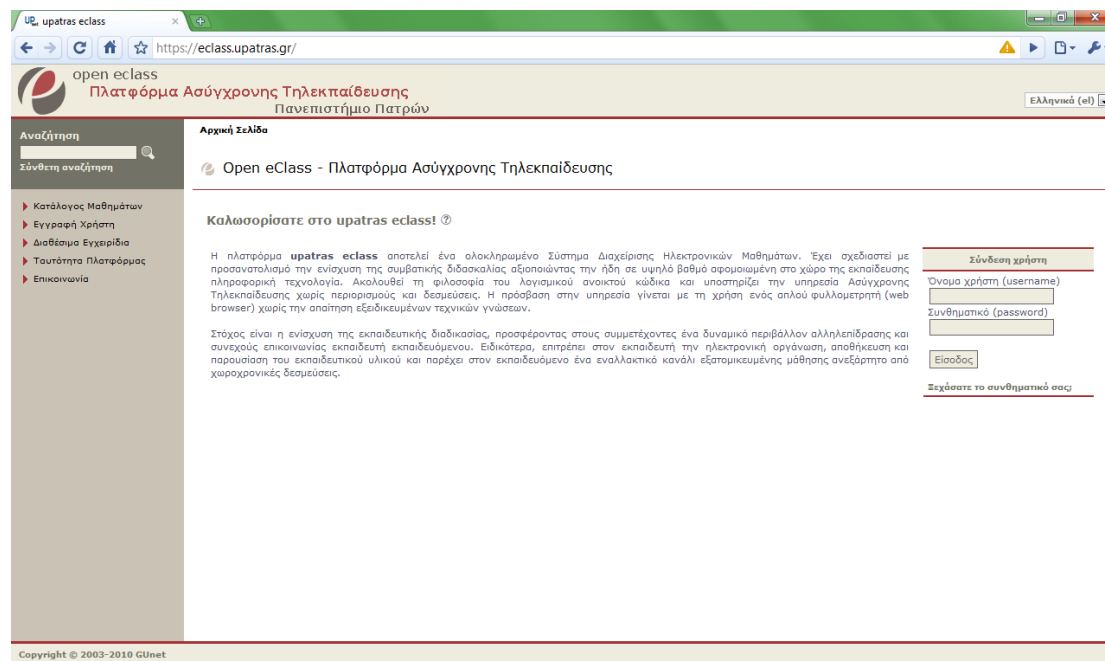 UP upatras eclass
https://eclass.upatras.gr/
open eclass
Πλατφόρμα Ασύγχρονης Τηλεκπαίδευσης
Πανεπιστήμιο Πατρών
Ελληνικά (el)
Αναζήτηση
Σύνθετη αναζήτηση
Κατάλογος Μαθημάτων
Εγγραφή Χρήστη
Διαθέσιμα Εγχειρίδια
Ταυτότητα Πλατφόρμας
Επικοινωνία
Αρχική Σελίδα
Open eClass - Πλατφόρμα Ασύγχρονης Τηλεκπαίδευσης
Καλωσορίσατε στο upatras eclass!
Η πλατφόρμα upatras eclass αποτελεί ένα ολοκληρωμένο Σύστημα Διαχείρισης Ηλεκτρονικών Μαθημάτων. Έχει σχεδιαστεί με
προσανατολισμό την ενίσχυση της συμβατικής διδασκαλίας αξιοποιώντας την ήδη σε υψηλό βαθμό αφομοιωμένη στο χώρο της εκπαίδευσης
πληροφορική τεχνολογία. Ακολουθεί τη φιλοσοφία του λογισμικού ανοικτού κώδικα και υποστηρίζει την υπηρεσία Ασύγχρονης
Τηλεκπαίδευσης χωρίς περιορισμούς και δεσμεύσεις. Η πρόσβαση στην υπηρεσία γίνεται με τη χρήση ενός απλού φυλλομετρητή (web
browser) χωρίς την απαίτηση εξειδικευμένων τεχνικών γνώσεων.
Στόχος είναι η ενίσχυση της εκπαιδευτικής διαδικασίας, προσφέροντας στους συμμετέχοντες ένα δυναμικό περιβάλλον αλληλεπίδρασης και
συνεχούς επικοινωνίας εκπαιδευτή εκπαιδευόμενου. Ειδικότερα, επιτρέπει στον εκπαιδευτή την ηλεκτρονική οργάνωση, αποθήκευση και
παρουσίαση του εκπαιδευτικού υλικού και παρέχει στον εκπαιδευόμενο ένα εναλλακτικό κανάλι εξατομικευμένης μάθησης ανεξάρτητο από
χωροχρονικές δεσμεύσεις.
Σύνδεση χρήστη
Όνομα χρήστη (username)
Συνθηματικό (password)
Είσοδος
Ξεχάσατε το συνθηματικό σας;
Copyright © 2003-2010 GUnet